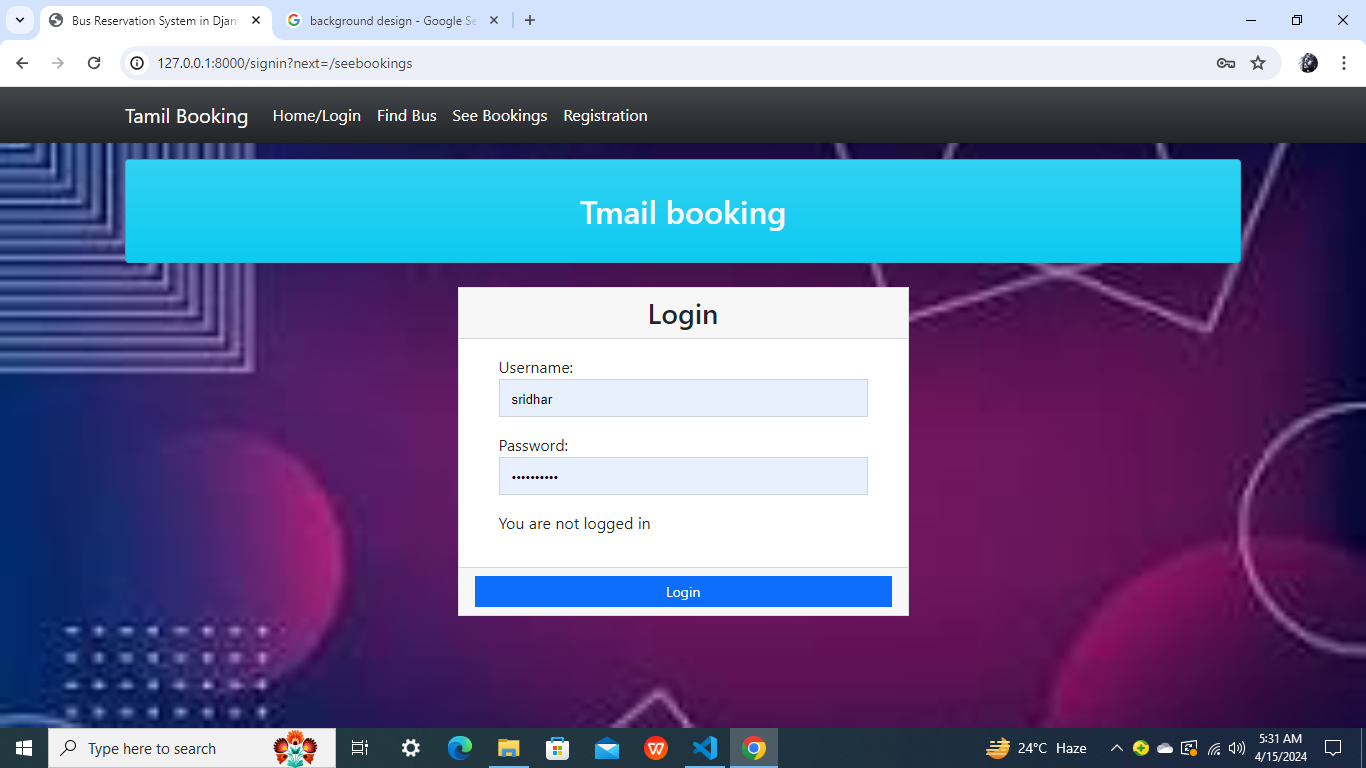 Bus Reservation System in Djan
background design - Google Se
127.0.0.1:8000/signin?next=/seebookings
Tamil Booking Home/Login Find Bus See Bookings Registration
Tmail booking
Login
Username:
sridhar
Password:
••••••••••
You are not logged in
Login
Type here to search
24°C Haze
5:31 AM
4/15/2024